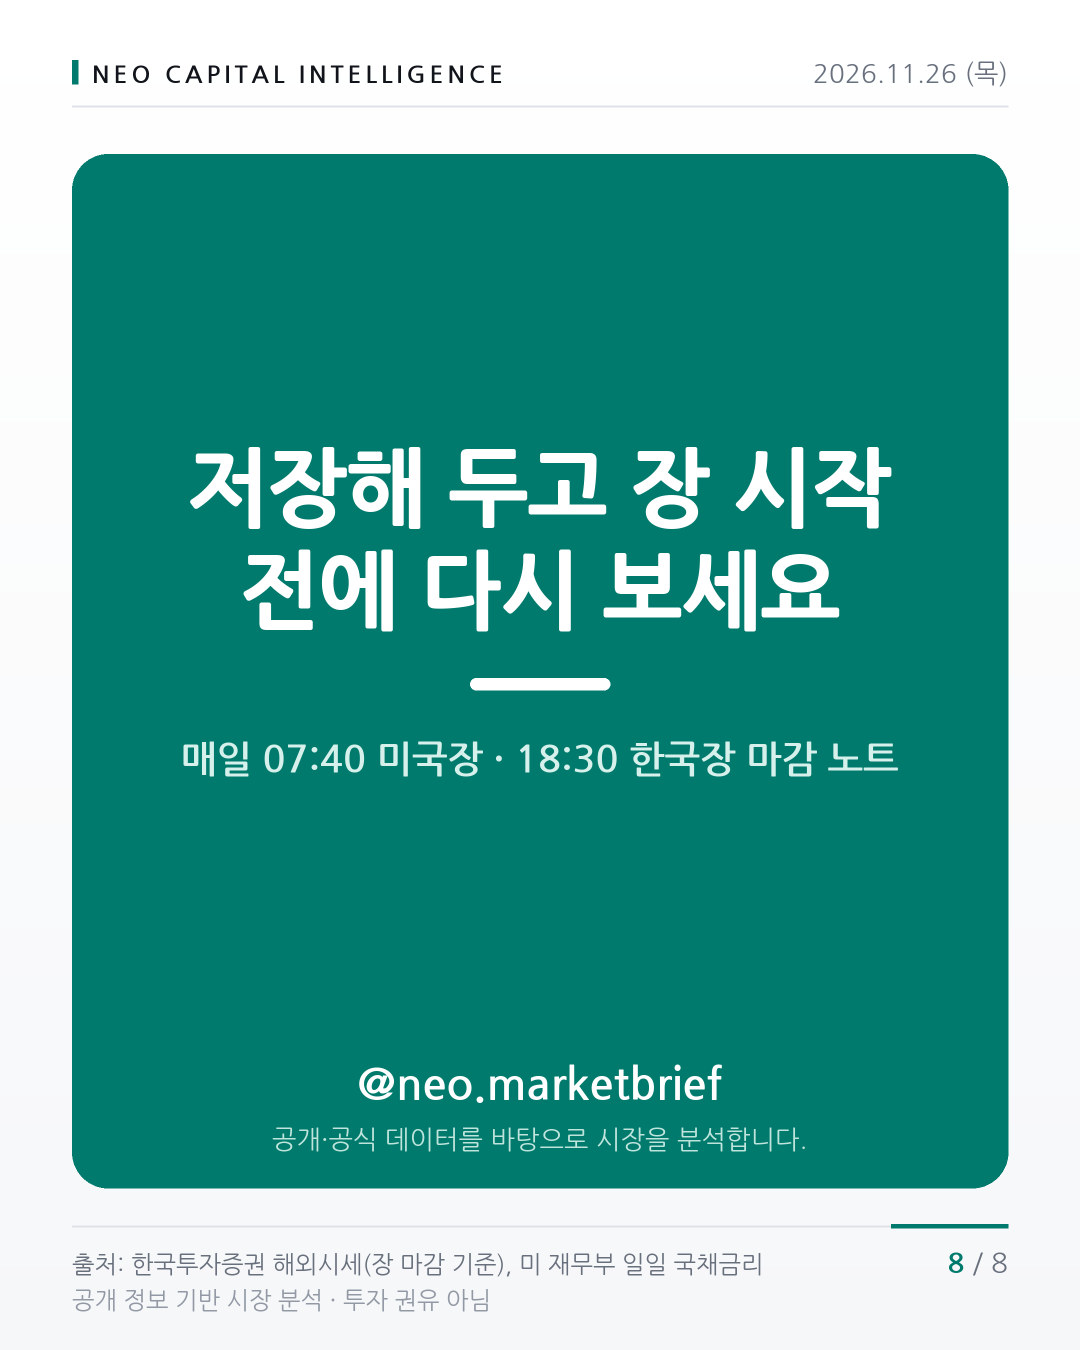 NEO CAPITAL INTELLIGENCE
2026.11.26 (목)
저장해 두고 장 시작
전에 다시 보세요
매일 07:40 미국장 · 18:30 한국장 마감 노트
@neo.marketbrief
공개·공식 데이터를 바탕으로 시장을 분석합니다.
출처: 한국투자증권 해외시세(장 마감 기준), 미 재무부 일일 국채금리
8 / 8
공개 정보 기반 시장 분석 · 투자 권유 아님